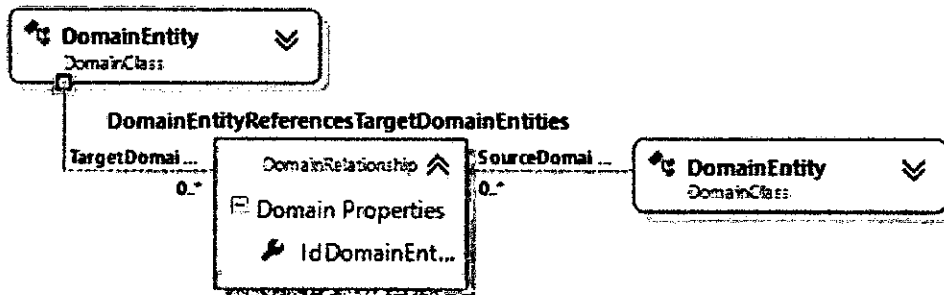 DomainEntity
DomainClass
DomainEntityReferencesTargetDomainEntities
TargetDomai...
0..*
DomainRelationship
SourceDomai...
0..*
Domain Properties
IdDomainEnt...
DomainEntity
DomainClass